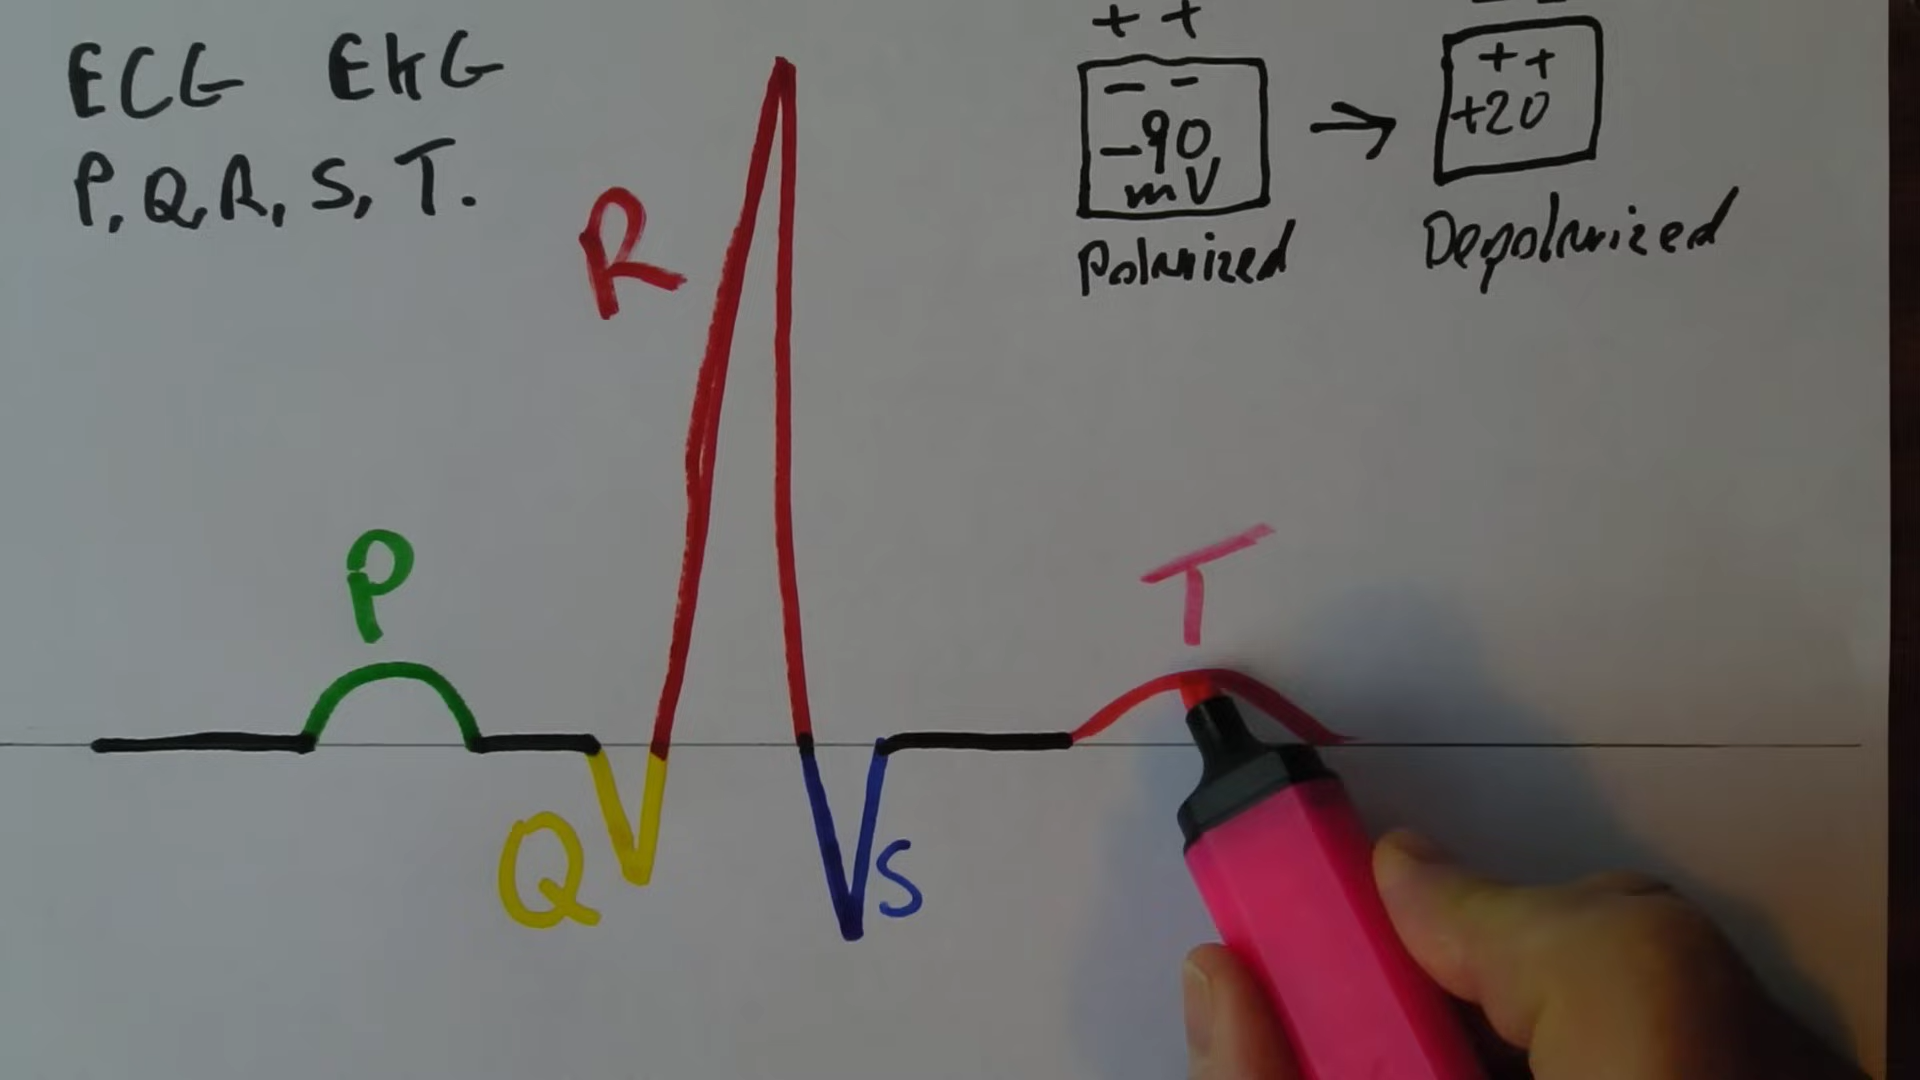 ECG EKG
P, Q, R, S, T.
+ +
- -
-90
mV
Polarized
→
- -
+ +
+20
Depolarized
R
P
T
Q
S